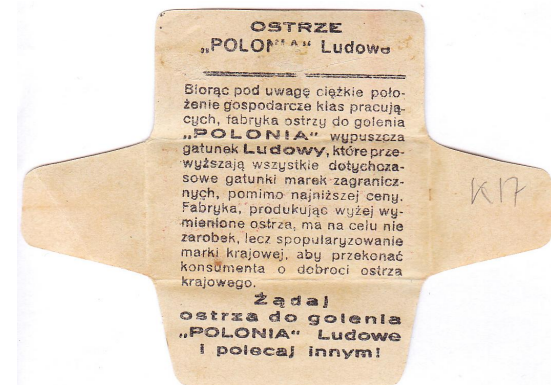 OSTRZE
„POLONIA” Ludowe
Biorąc pod uwagę ciężkie poło-
żenie gospodarcze klas pracują-
cych, fabryka ostrzy do golenia
„POLONIA” wypuszcza
gatunek Ludowy, które prze-
wyższają wszystkie dotychcza-
sowe gatunki marek zagranicz-
nych, pomimo najniższej ceny.
Fabryka, produkując wyżej wy-
mienione ostrza, ma na celu nie
zarobek, lecz spopularyzowanie
marki krajowej, aby przekonać
konsumenta o dobroci ostrza
krajowego.
Żądaj
ostrza do golenia
„POLONIA” Ludowe
i polecaj innym!
K17